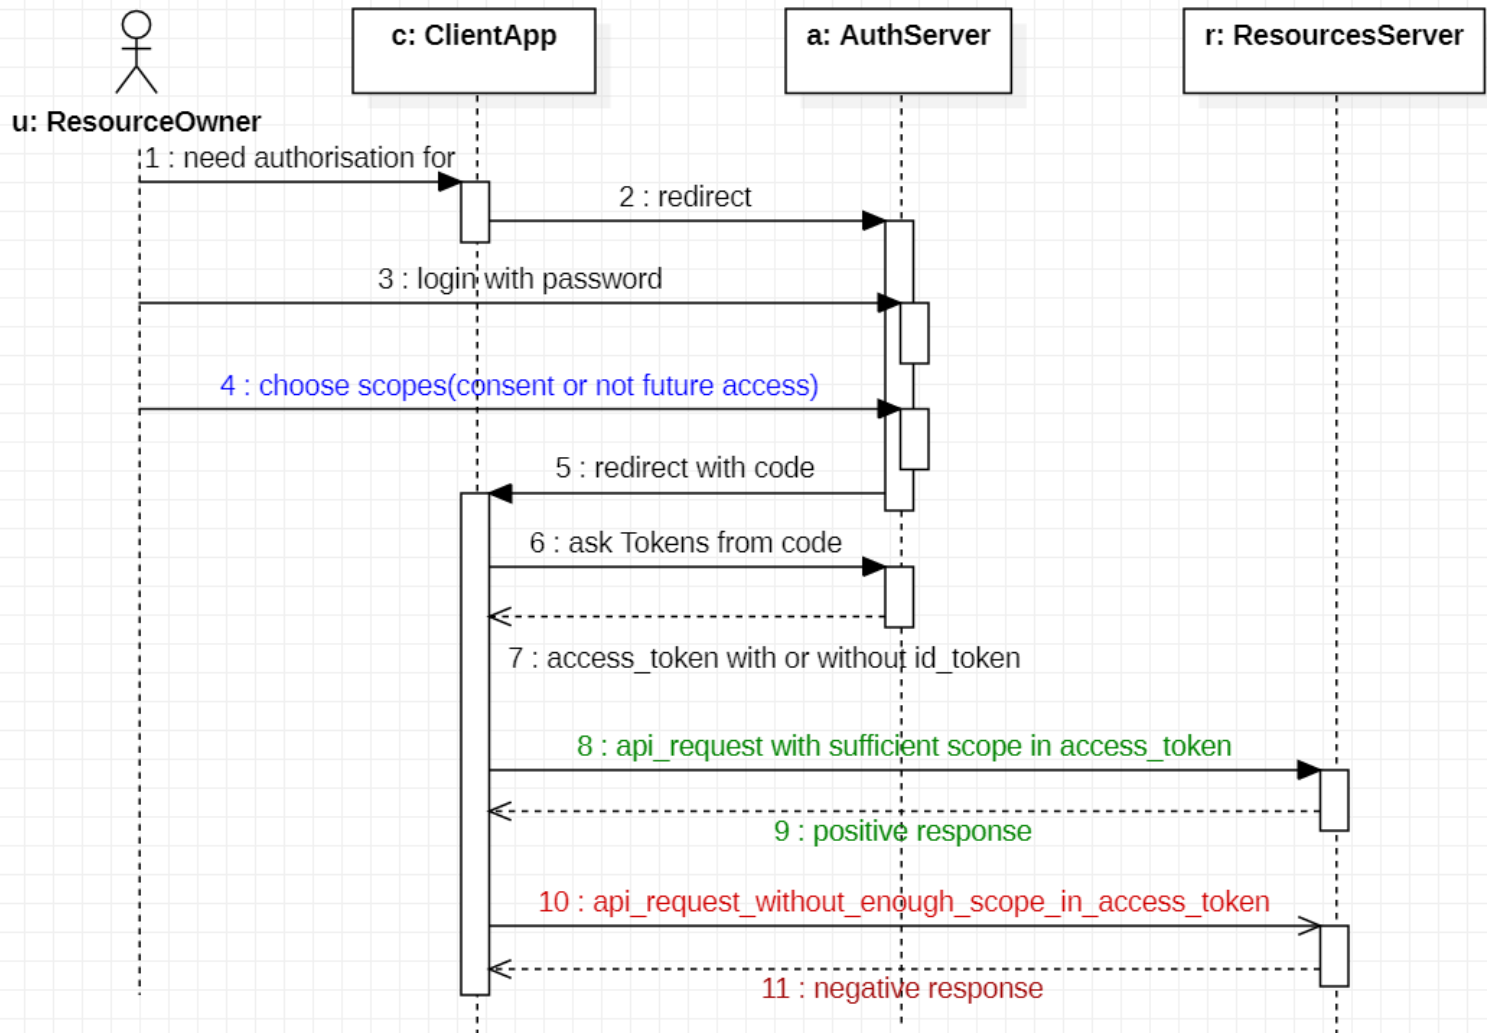 c: ClientApp
a: AuthServer
r: ResourcesServer
u: ResourceOwner
1 : need authorisation for
2 : redirect
3 : login with password
4 : choose scopes(consent or not future access)
5 : redirect with code
6 : ask Tokens from code
7 : access_token with or without id_token
8 : api_request with sufficient scope in access_token
9 : positive response
10 : api_request_without_enough_scope_in_access_token
11 : negative response